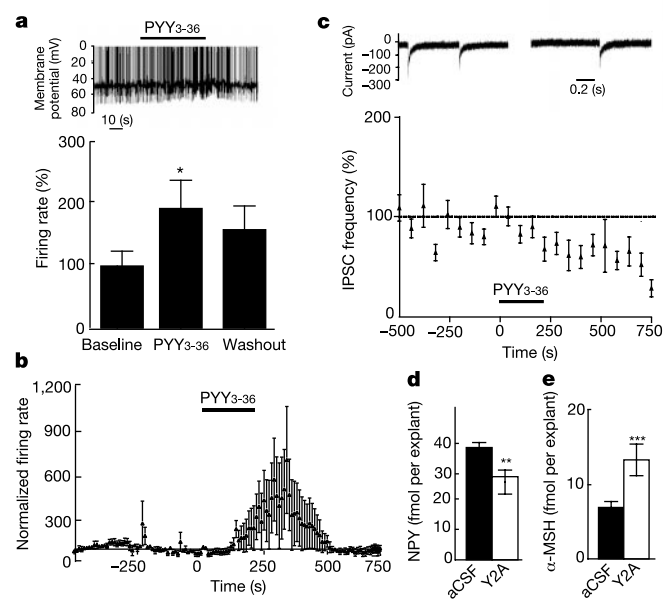 a
PYY3-36
Membrane
potential (mV)
0
20
40
60
80
10 (s)
Firing rate (%)
300
200
100
0
*
Baseline
PYY3-36
Washout
b
Normalized firing rate
1,200
900
600
300
0
PYY3-36
−250
0
250
500
750
Time (s)
c
Current (pA)
0
−100
−200
−300
0.2 (s)
IPSC frequency (%)
200
100
0
PYY3-36
-500
-250
0
250
500
750
Time (s)
d
NPY (fmol per explant)
40
30
20
10
0
**
aCSF
Y2A
e
α-MSH (fmol per explant)
20
10
0
***
aCSF
Y2A